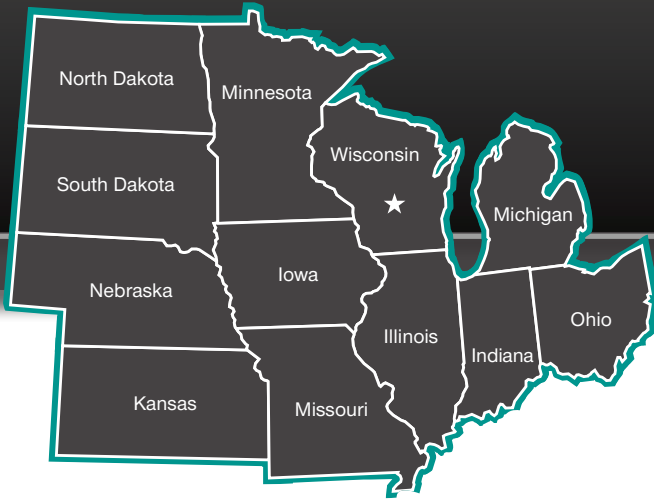 North Dakota
Minnesota
Wisconsin
South Dakota
Michigan
Iowa
Nebraska
Ohio
Illinois
Indiana
Kansas
Missouri